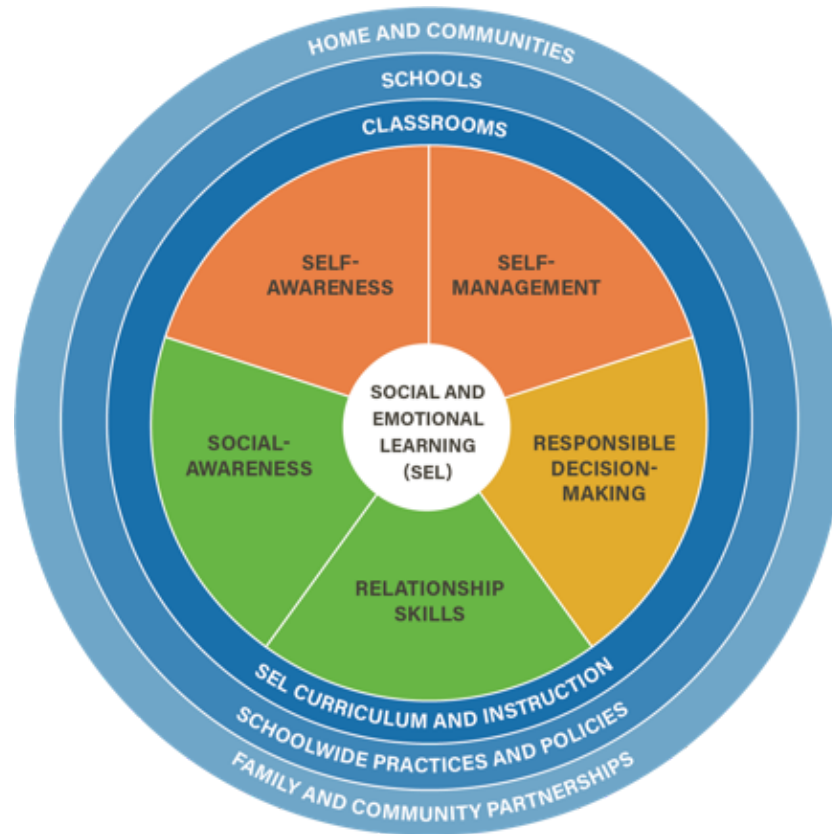 HOME AND COMMUNITIES
SCHOOLS
CLASSROOMS
SELF-
AWARENESS
SELF-
MANAGEMENT
SOCIAL AND
EMOTIONAL
LEARNING
(SEL)
SOCIAL-
AWARENESS
RESPONSIBLE
DECISION-
MAKING
RELATIONSHIP
SKILLS
SEL CURRICULUM AND INSTRUCTION
SCHOOLWIDE PRACTICES AND POLICIES
FAMILY AND COMMUNITY PARTNERSHIPS